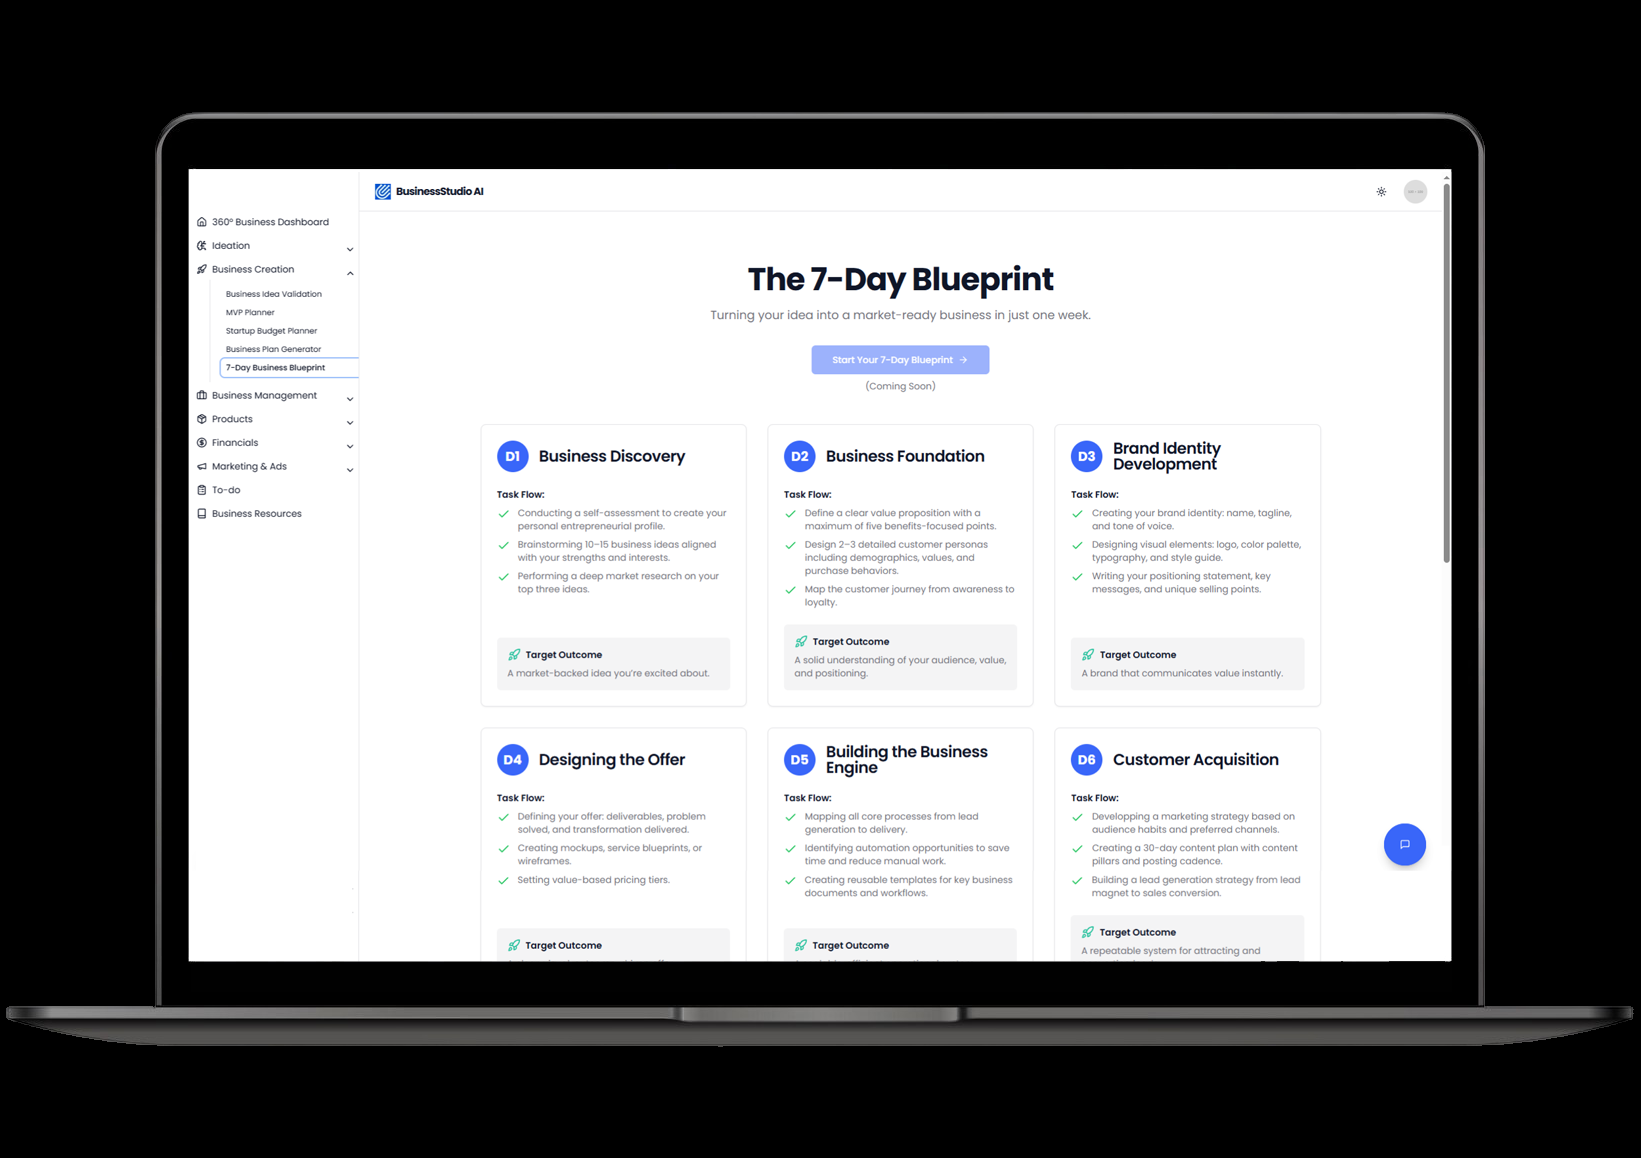 BusinessStudio AI
360º Business Dashboard
Ideation
Business Creation
Business Idea Validation
MVP Planner
Startup Budget Planner
Business Plan Generator
7-Day Business Blueprint
Business Management
Products
Financials
Marketing & Ads
To-do
Business Resources
The 7-Day Blueprint
Turning your idea into a market-ready business in just one week.
Start Your 7-Day Blueprint →
(Coming Soon)
D1
Business Discovery
Task Flow:
Conducting a self-assessment to create your
personal entrepreneurial profile.
Brainstorming 10–15 business ideas aligned
with your strengths and interests.
Performing a deep market research on your
top three ideas.
Target Outcome
A market-backed idea you’re excited about.
D2
Business Foundation
Task Flow:
Define a clear value proposition with a
maximum of five benefits-focused points.
Design 2–3 detailed customer personas
including demographics, values, and
purchase behaviors.
Map the customer journey from awareness to
loyalty.
Target Outcome
A solid understanding of your audience, value,
and positioning.
D3
Brand Identity
Development
Task Flow:
Creating your brand identity: name, tagline,
and tone of voice.
Designing visual elements: logo, color palette,
typography, and style guide.
Writing your positioning statement, key
messages, and unique selling points.
Target Outcome
A brand that communicates value instantly.
D4
Designing the Offer
Task Flow:
Defining your offer: deliverables, problem
solved, and transformation delivered.
Creating mockups, service blueprints, or
wireframes.
Setting value-based pricing tiers.
Target Outcome
D5
Building the Business
Engine
Task Flow:
Mapping all core processes from lead
generation to delivery.
Identifying automation opportunities to save
time and reduce manual work.
Creating reusable templates for key business
documents and workflows.
Target Outcome
D6
Customer Acquisition
Task Flow:
Developping a marketing strategy based on
audience habits and preferred channels.
Creating a 30-day content plan with content
pillars and posting cadence.
Building a lead generation strategy from lead
magnet to sales conversion.
Target Outcome
A repeatable system for attracting and